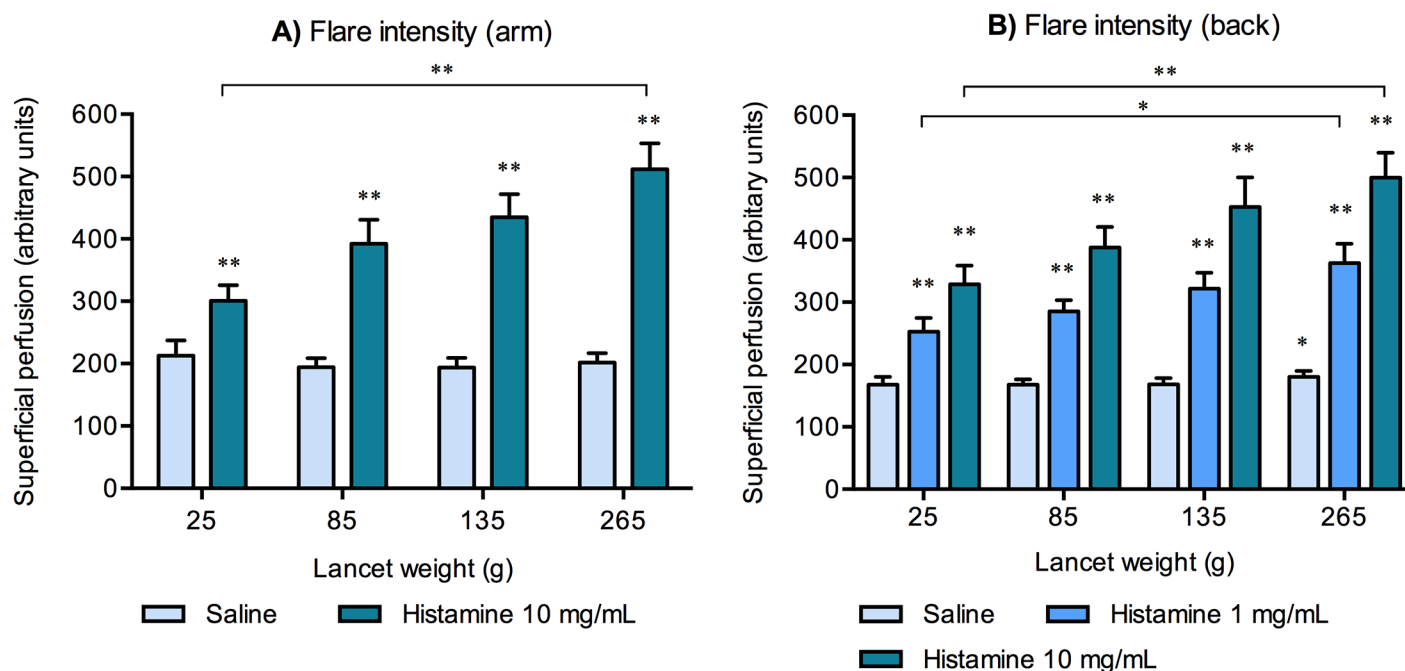 A) Flare intensity (arm)
**
Superficial perfusion (arbitrary units)
600
500
400
300
200
100
0
**
**
**
**
25 85 135 265
Lancet weight (g)
Saline Histamine 10 mg/mL
B) Flare intensity (back)
**
*
Superficial perfusion (arbitary units)
600
500
400
300
200
100
0
**
**
**
**
**
**
*
**
**
25 85 135 265
Lancet weight (g)
Saline Histamine 1 mg/mL
Histamine 10 mg/mL